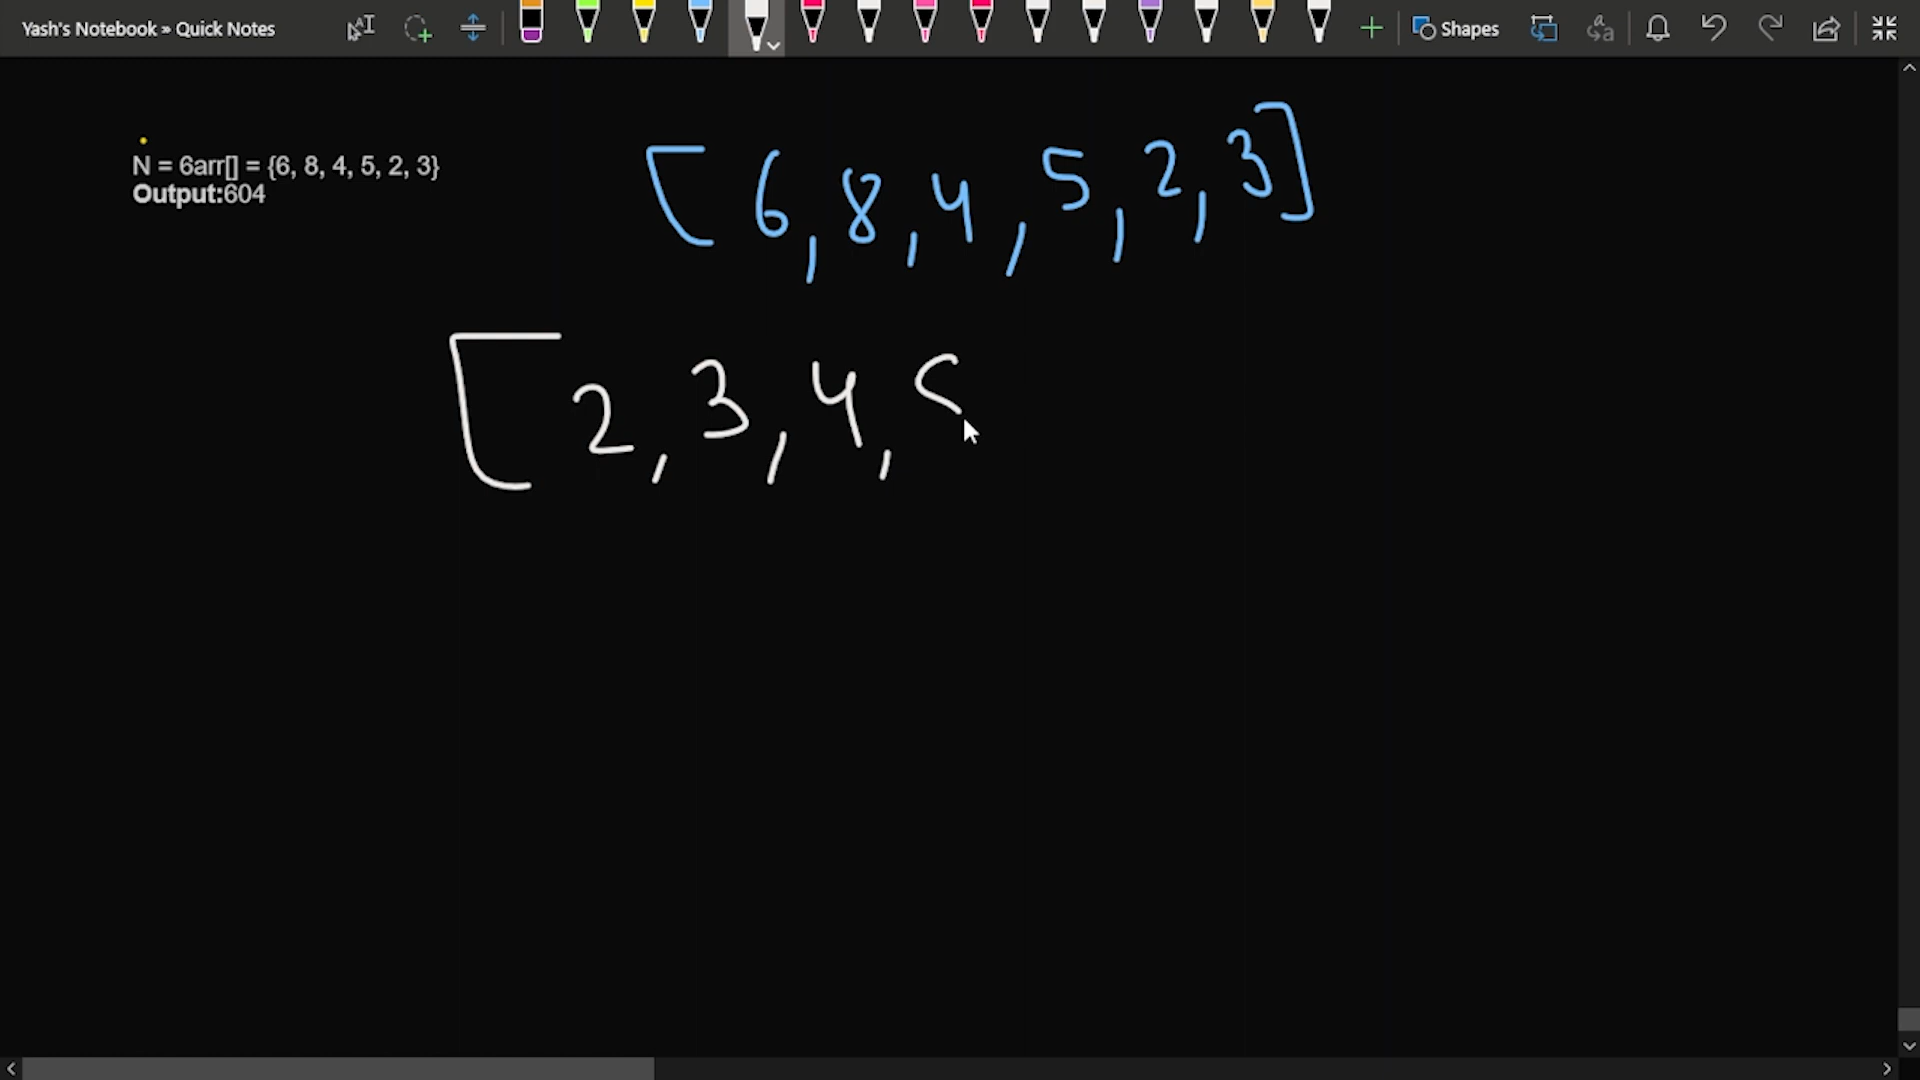 Yash's Notebook » Quick Notes
Shapes
N = 6arr[] = {6, 8, 4, 5, 2, 3}
Output:604
[ 6, 8, 4, 5, 2, 3]
[ 2, 3, 4, 5